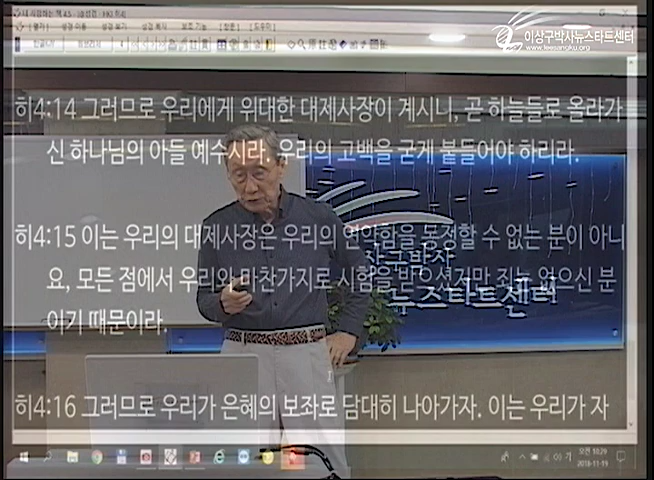 이상구박사뉴스타트센터
www.leesangku.org
히4:14 그러므로 우리에게 위대한 대제사장이 계시니, 곧 하늘들로 올라가
신 하나님의 아들 예수시라. 우리의 고백을 굳게 붙들어야 하리라.
히4:15 이는 우리의 대제사장은 우리의 연약함을 동정할 수 없는 분이 아니
요, 모든 점에서 우리와 마찬가지로 시험을 받으셨지만 죄는 없으신 분
이기 때문이라.
뉴스타트센터
히4:16 그러므로 우리가 은혜의 보좌로 담대히 나아가자. 이는 우리가 자
오전 10:29
2018-11-19